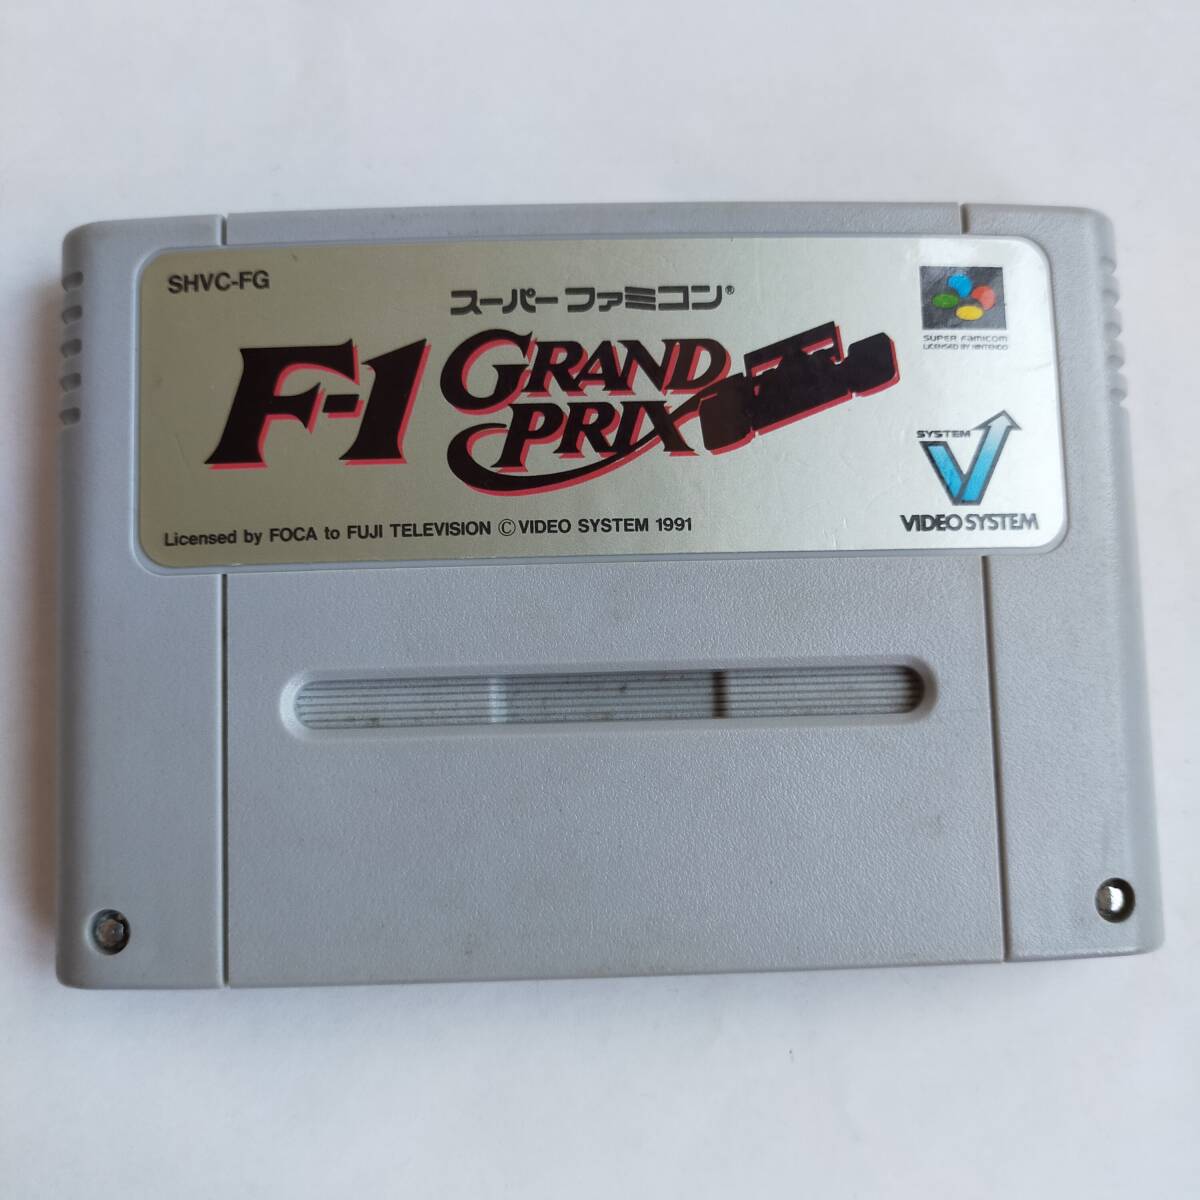 SHVC-FG
スーパーファミコン®
F-1 GRAND PRIX
SUPER FAMICOM
LICENSED BY NINTENDO
SYSTEM
V
VIDEO SYSTEM
Licensed by FOCA to FUJI TELEVISION © VIDEO SYSTEM 1991